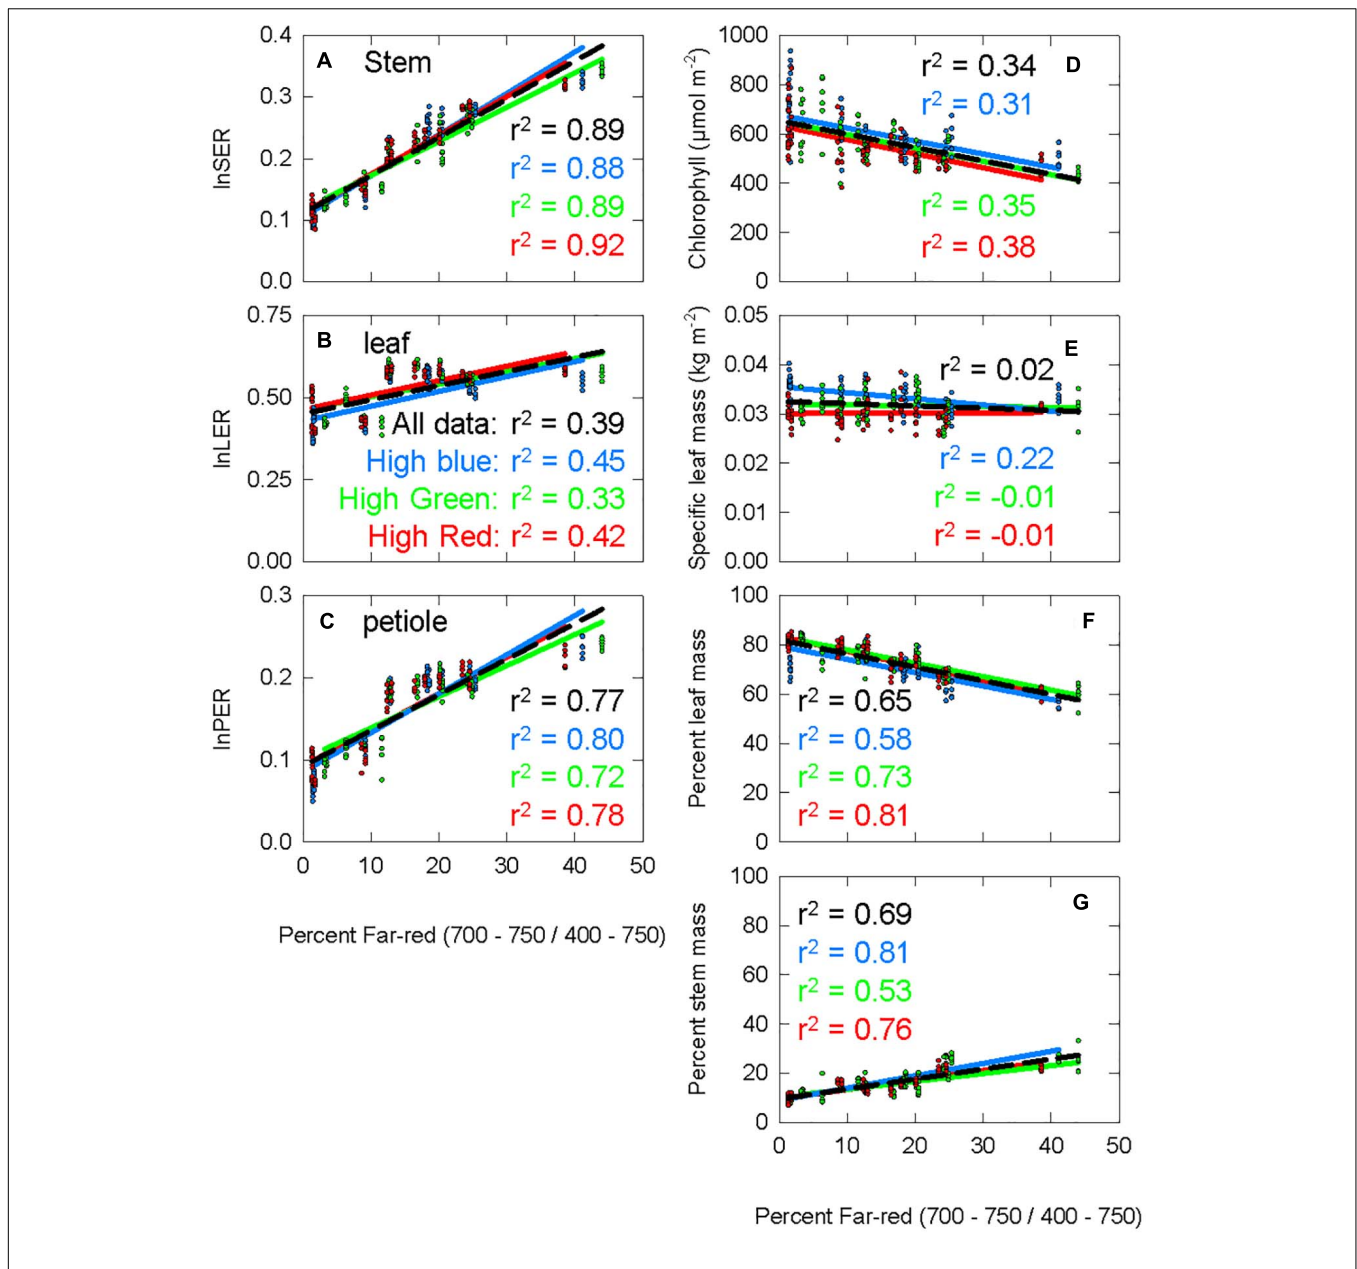 A Stem
lnSER
0.4
0.3
0.2
0.1
0.0
r² = 0.89
r² = 0.88
r² = 0.89
r² = 0.92
B leaf
lnLER
0.75
0.50
0.25
0.00
All data: r² = 0.39
High blue: r² = 0.45
High Green: r² = 0.33
High Red: r² = 0.42
C petiole
lnPER
0.3
0.2
0.1
0.0
r² = 0.77
r² = 0.80
r² = 0.72
r² = 0.78
0 10 20 30 40 50
Percent Far-red (700 - 750 / 400 - 750)
D
Chlorophyll (µmol m⁻²)
1000
800
600
400
200
0
r² = 0.34
r² = 0.31
r² = 0.35
r² = 0.38
E
Specific leaf mass (kg m⁻²)
0.05
0.04
0.03
0.02
0.01
0.00
r² = 0.02
r² = 0.22
r² = -0.01
r² = -0.01
F
Percent leaf mass
100
80
60
40
20
0
r² = 0.65
r² = 0.58
r² = 0.73
r² = 0.81
G
Percent stem mass
100
80
60
40
20
0
r² = 0.69
r² = 0.81
r² = 0.53
r² = 0.76
0 10 20 30 40 50
Percent Far-red (700 - 750 / 400 - 750)